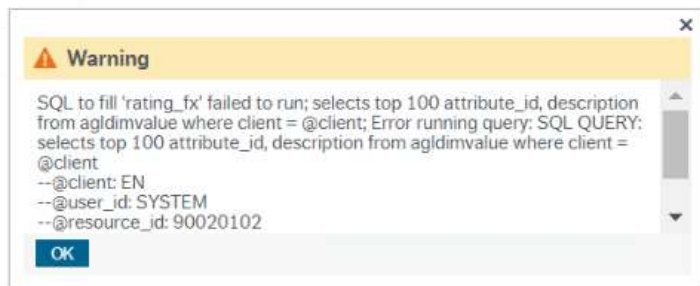 Warning
SQL to fill 'rating_fx' failed to run; selects top 100 attribute_id, description
from agldimvalue where client = @client; Error running query: SQL QUERY:
selects top 100 attribute_id, description from agldimvalue where client =
@client
--@client: EN
--@user_id: SYSTEM
--@resource_id: 90020102
OK